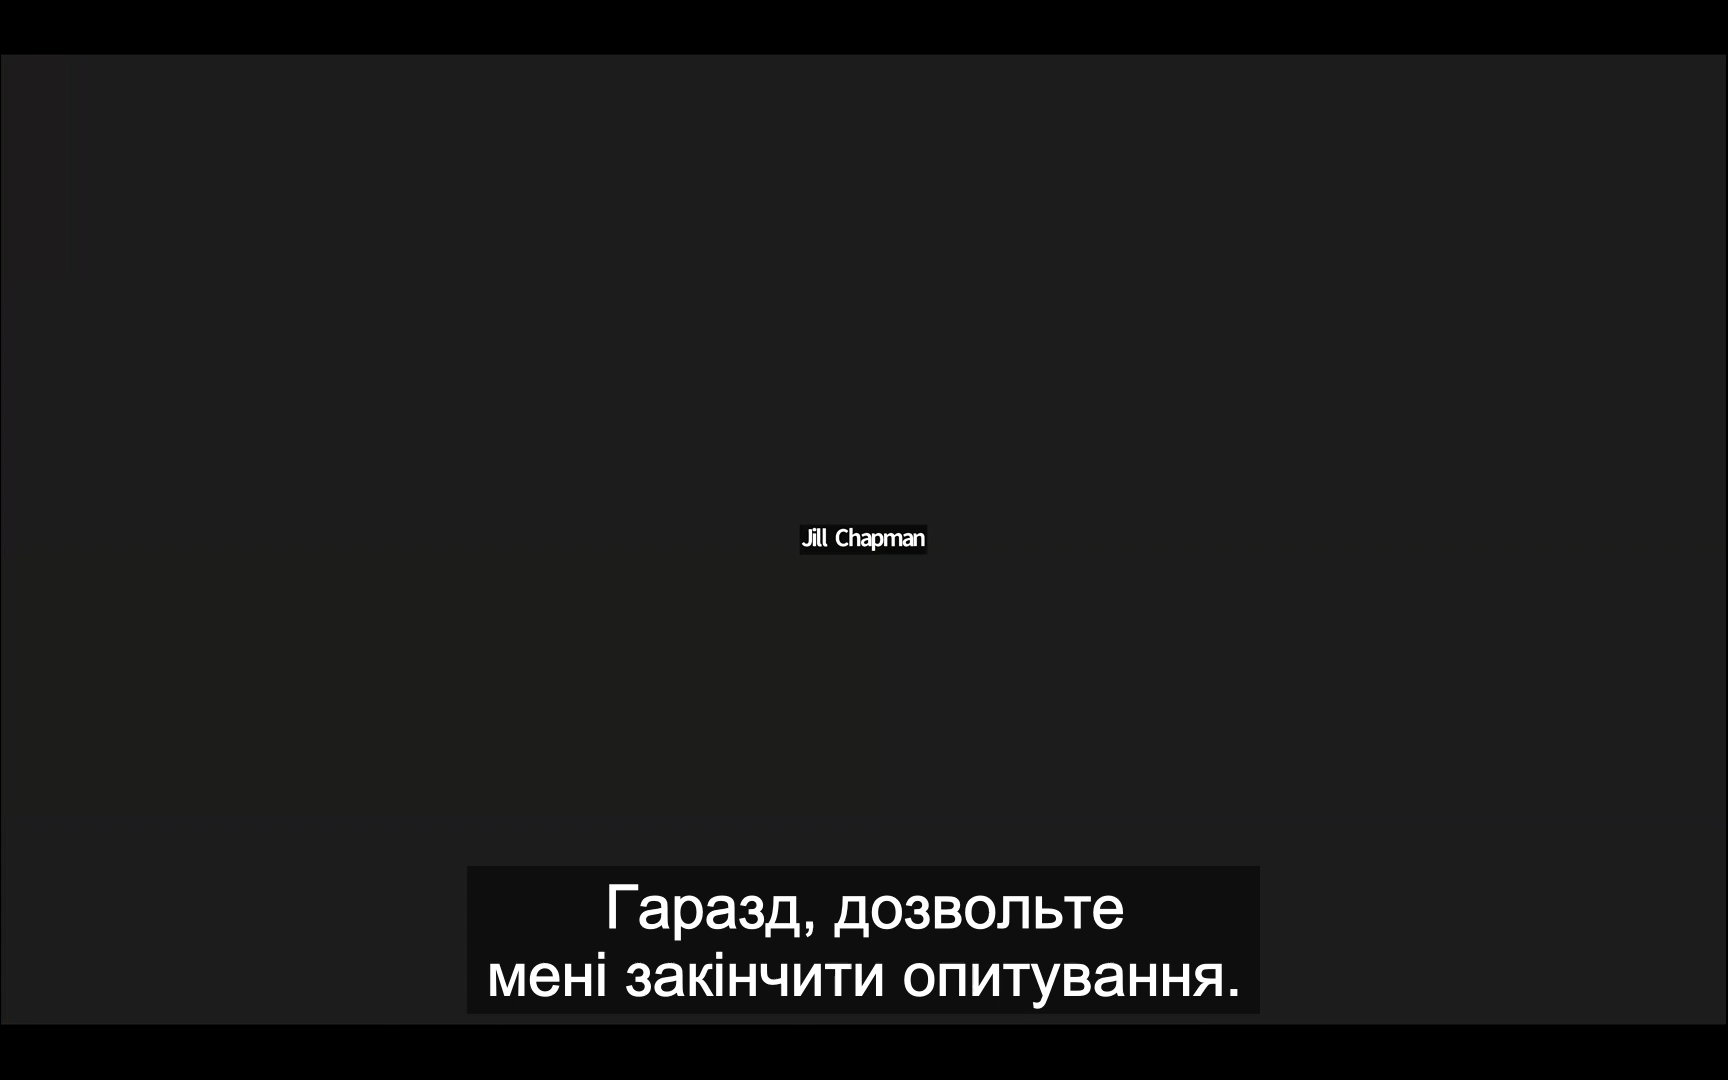 Jill Chapman
Гаразд, дозвольте
мені закінчити опитування.